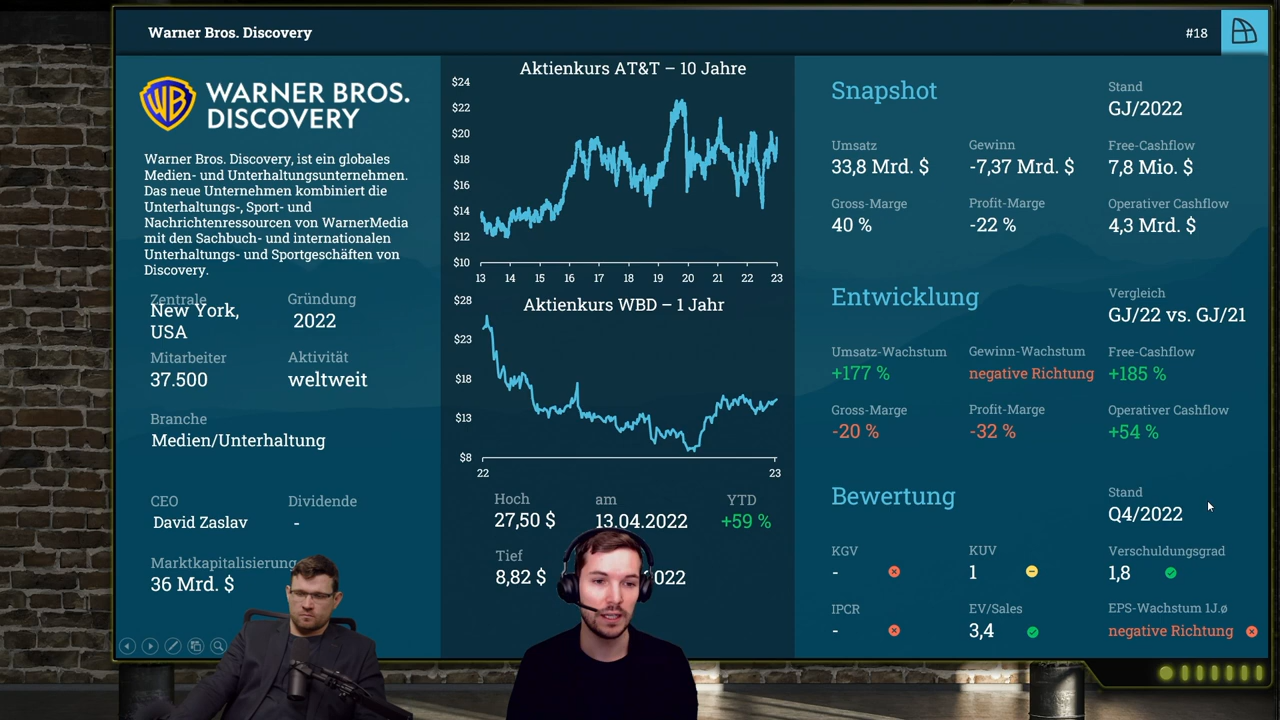 Warner Bros. Discovery
#18
WB
WARNER BROS.
DISCOVERY
Warner Bros. Discovery, ist ein globales
Medien- und Unterhaltungsunternehmen.
Das neue Unternehmen kombiniert die
Unterhaltungs-, Sport- und
Nachrichtenressourcen von WarnerMedia
mit den Sachbuch- und internationalen
Unterhaltungs- und Sportgeschäften von
Discovery.
Zentrale
New York,
USA
Gründung
2022
Mitarbeiter
37.500
Aktivität
weltweit
Branche
Medien/Unterhaltung
CEO
David Zaslav
Dividende
-
Marktkapitalisierung
36 Mrd. $
Aktienkurs AT&T – 10 Jahre
$24
$22
$20
$18
$16
$14
$12
$10
13 14 15 16 17 18 19 20 21 22 23
Aktienkurs WBD – 1 Jahr
$28
$23
$18
$13
$8
22 23
Hoch
27,50 $
am
13.04.2022
YTD
+59 %
Tief
8,82 $
022
Snapshot
Stand
GJ/2022
Umsatz
33,8 Mrd. $
Gewinn
-7,37 Mrd. $
Free-Cashflow
7,8 Mio. $
Gross-Marge
40 %
Profit-Marge
-22 %
Operativer Cashflow
4,3 Mrd. $
Entwicklung
Vergleich
GJ/22 vs. GJ/21
Umsatz-Wachstum
+177 %
Gewinn-Wachstum
negative Richtung
Free-Cashflow
+185 %
Gross-Marge
-20 %
Profit-Marge
-32 %
Operativer Cashflow
+54 %
Bewertung
Stand
Q4/2022
KGV
-
KUV
1
Verschuldungsgrad
1,8
IPCR
-
EV/Sales
3,4
EPS-Wachstum 1J.ø
negative Richtung